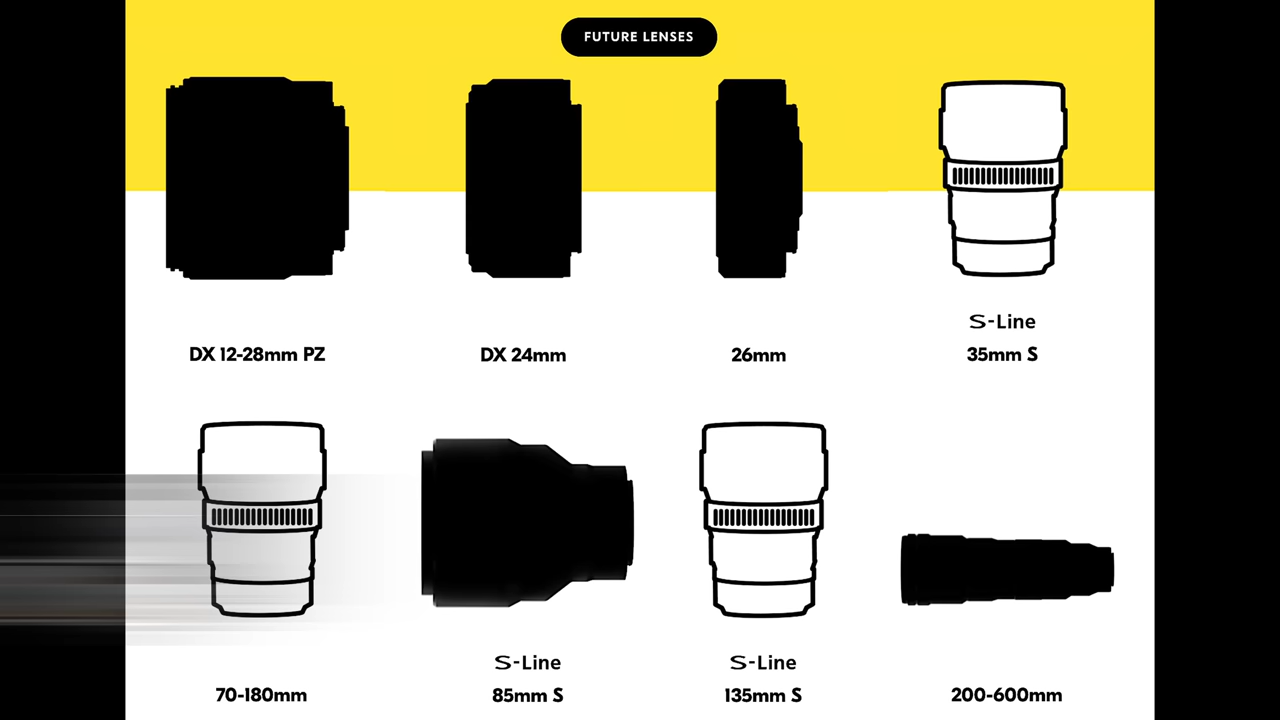 FUTURE LENSES
S-Line
DX 12-28mm PZ
DX 24mm
26mm
35mm S
S-Line
S-Line
70-180mm
85mm S
135mm S
200-600mm